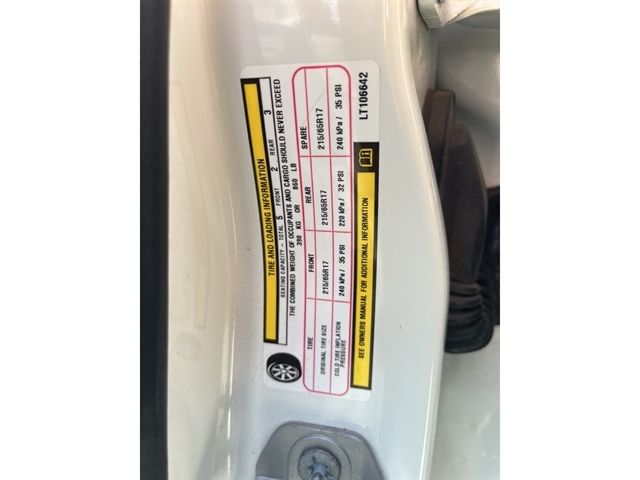 TIRE AND LOADING INFORMATION
SEATING CAPACITY - TOTAL 5 FRONT 2 REAR 3
THE COMBINED WEIGHT OF OCCUPANTS AND CARGO SHOULD NEVER EXCEED
390 KG OR 860 LB
TIRE FRONT REAR SPARE
ORIGINAL TIRE SIZE 215/65R17 215/65R17 215/65R17
COLD TIRE INFLATION PRESSURE 240 kPa / 35 PSI 220 kPa / 32 PSI 240 kPa / 35 PSI
SEE OWNERS MANUAL FOR ADDITIONAL INFORMATION
LT106642